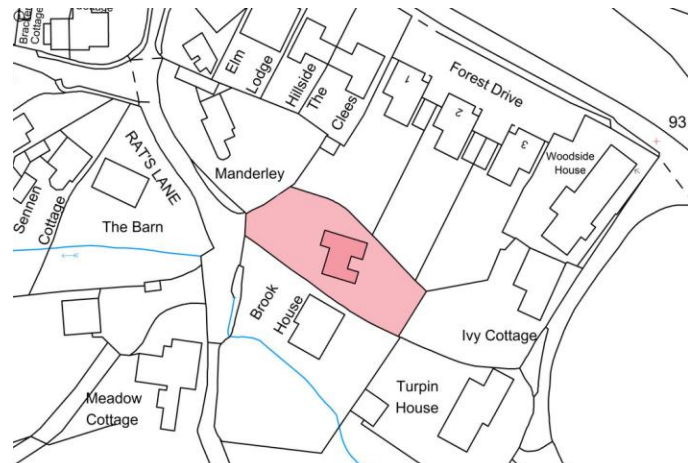 Cottage
Elm
Lodge
Hillside
The
Clees
Forest Drive
1
2
3
93
Woodside
House
RAT'S LANE
Manderley
Sennen
Cottage
The Barn
Brook
House
Ivy Cottage
Meadow
Cottage
Turpin
House